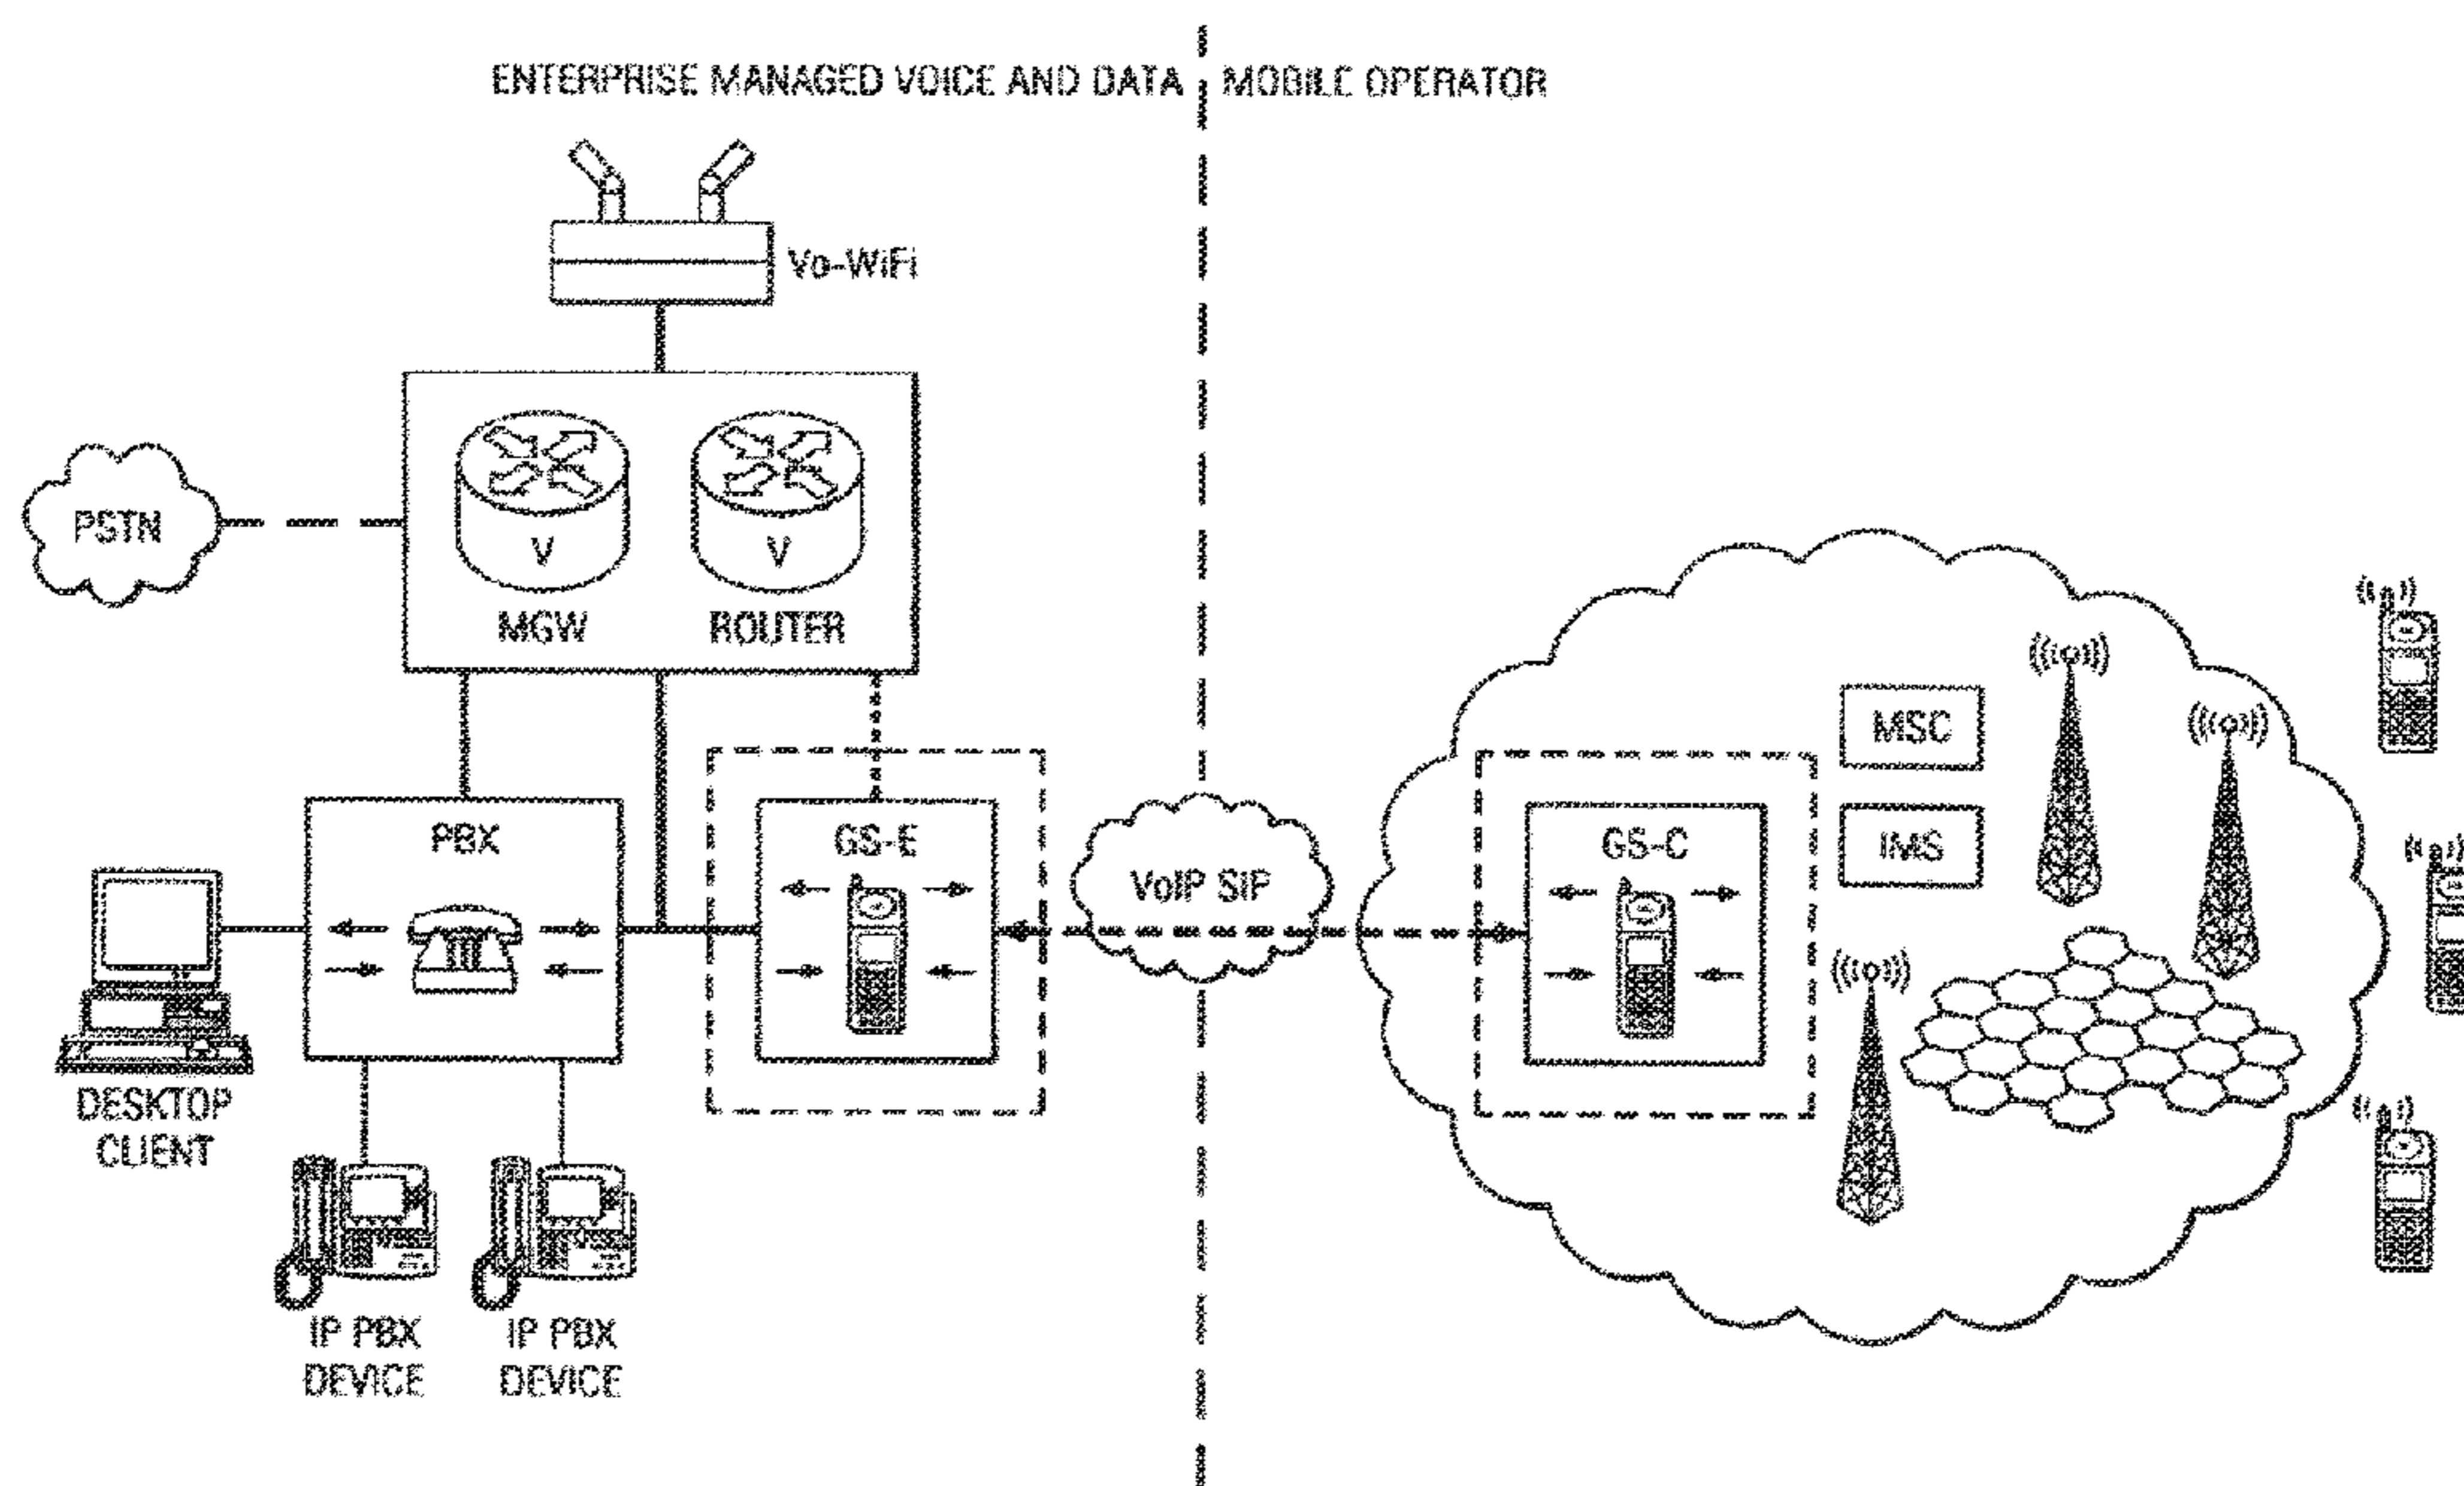 ENTERPRISE MANAGED VOICE AND DATA
MOBILE OPERATOR
Vo-WiFi
PSTN
V
V
MGW
ROUTER
MSC
PBX
GS-E
GS-C
IMS
VoIP SIP
DESKTOP
CLIENT
IP PBX
DEVICE
IP PBX
DEVICE